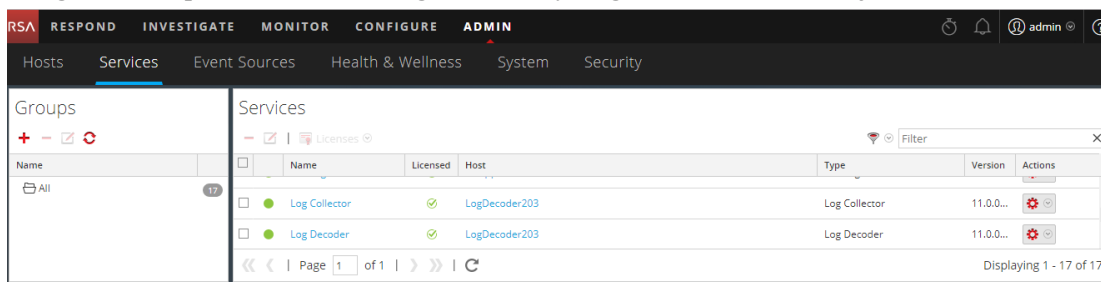 RSA RESPOND INVESTIGATE MONITOR CONFIGURE ADMIN admin
Hosts Services Event Sources Health & Wellness System Security
Groups
Name
All 17
Services
Licenses Filter
Name Licensed Host Type Version Actions
Log Collector LogDecoder203 Log Collector 11.0.0...
Log Decoder LogDecoder203 Log Decoder 11.0.0...
Page 1 of 1 Displaying 1 - 17 of 17